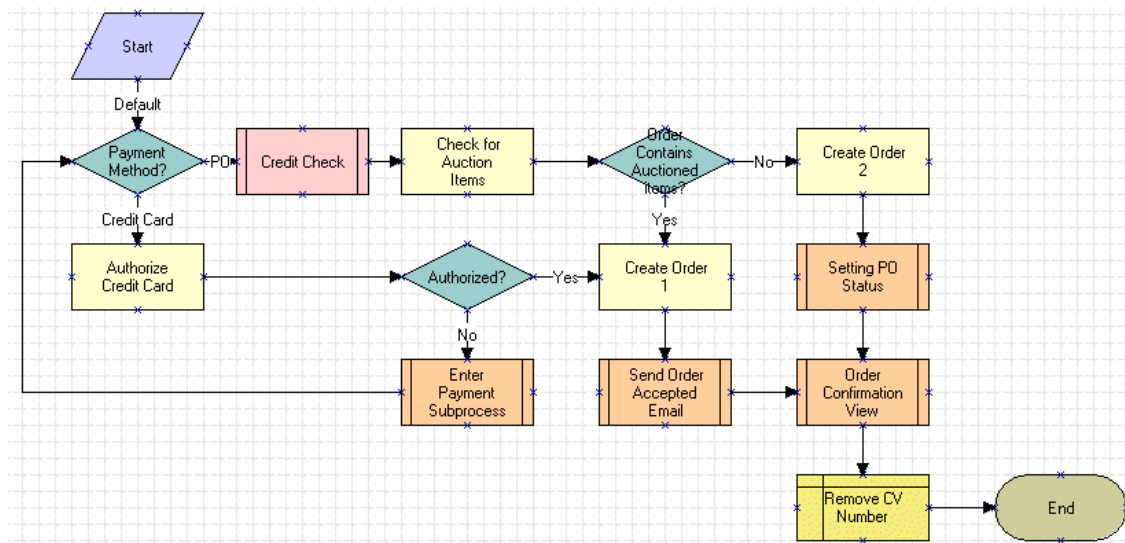 Start
Default
Payment
Method?
PO
Credit Check
Check for
Auction
Items
Order
Contains
Auctioned
Items?
No
Create Order
2
Credit Card
Yes
Authorize
Credit Card
Authorized?
Yes
Create Order
1
Setting PO
Status
No
Enter
Payment
Subprocess
Send Order
Accepted
Email
Order
Confirmation
View
Remove CV
Number
End